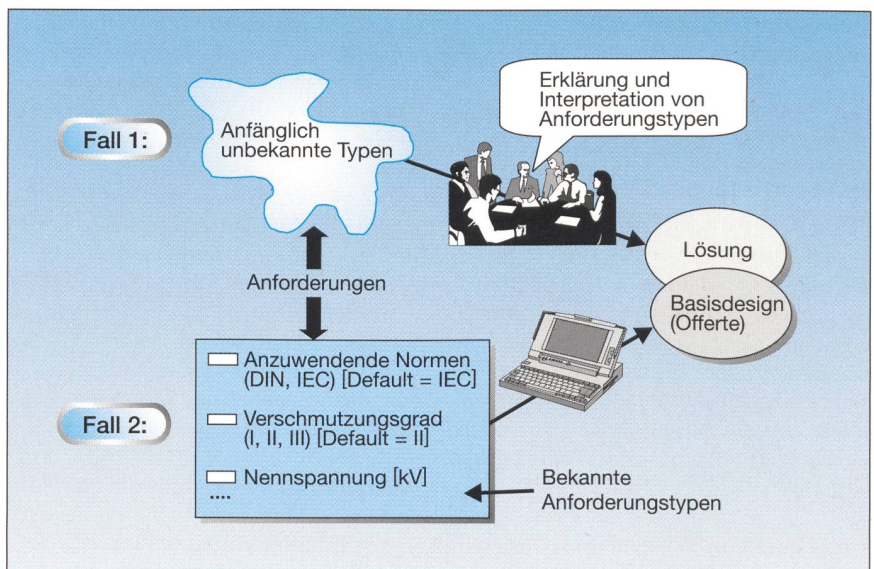 Fall 1:
Anfänglich
unbekannte Typen
Erklärung und
Interpretation von
Anforderungstypen
Lösung
Basisdesign
(Offerte)
Anforderungen
Fall 2:
Anzuwendende Normen
(DIN, IEC) [Default = IEC]
Verschmutzungsgrad
(I, II, III) [Default = II]
Nennspannung [kV]
....
Bekannte
Anforderungstypen